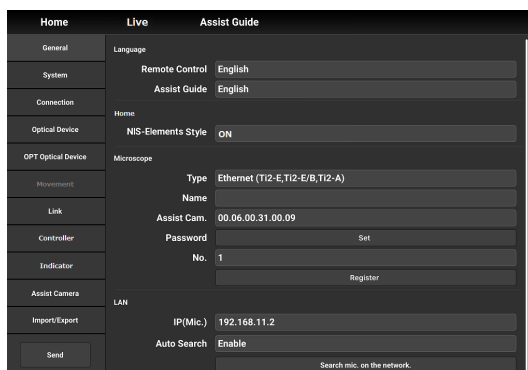 Home Live Assist Guide
General
System
Connection
Optical Device
OPT Optical Device
Movement
Link
Controller
Indicator
Assist Camera
Import/Export
Send
Language
Remote Control English
Assist Guide English
Home
NIS-Elements Style ON
Microscope
Type Ethernet (Ti2-E,Ti2-E/B,Ti2-A)
Name
Assist Cam. 00.06.00.31.00.09
Password Set
No. 1
Register
LAN
IP(Mic.) 192.168.11.2
Auto Search Enable
Search mic. on the network.